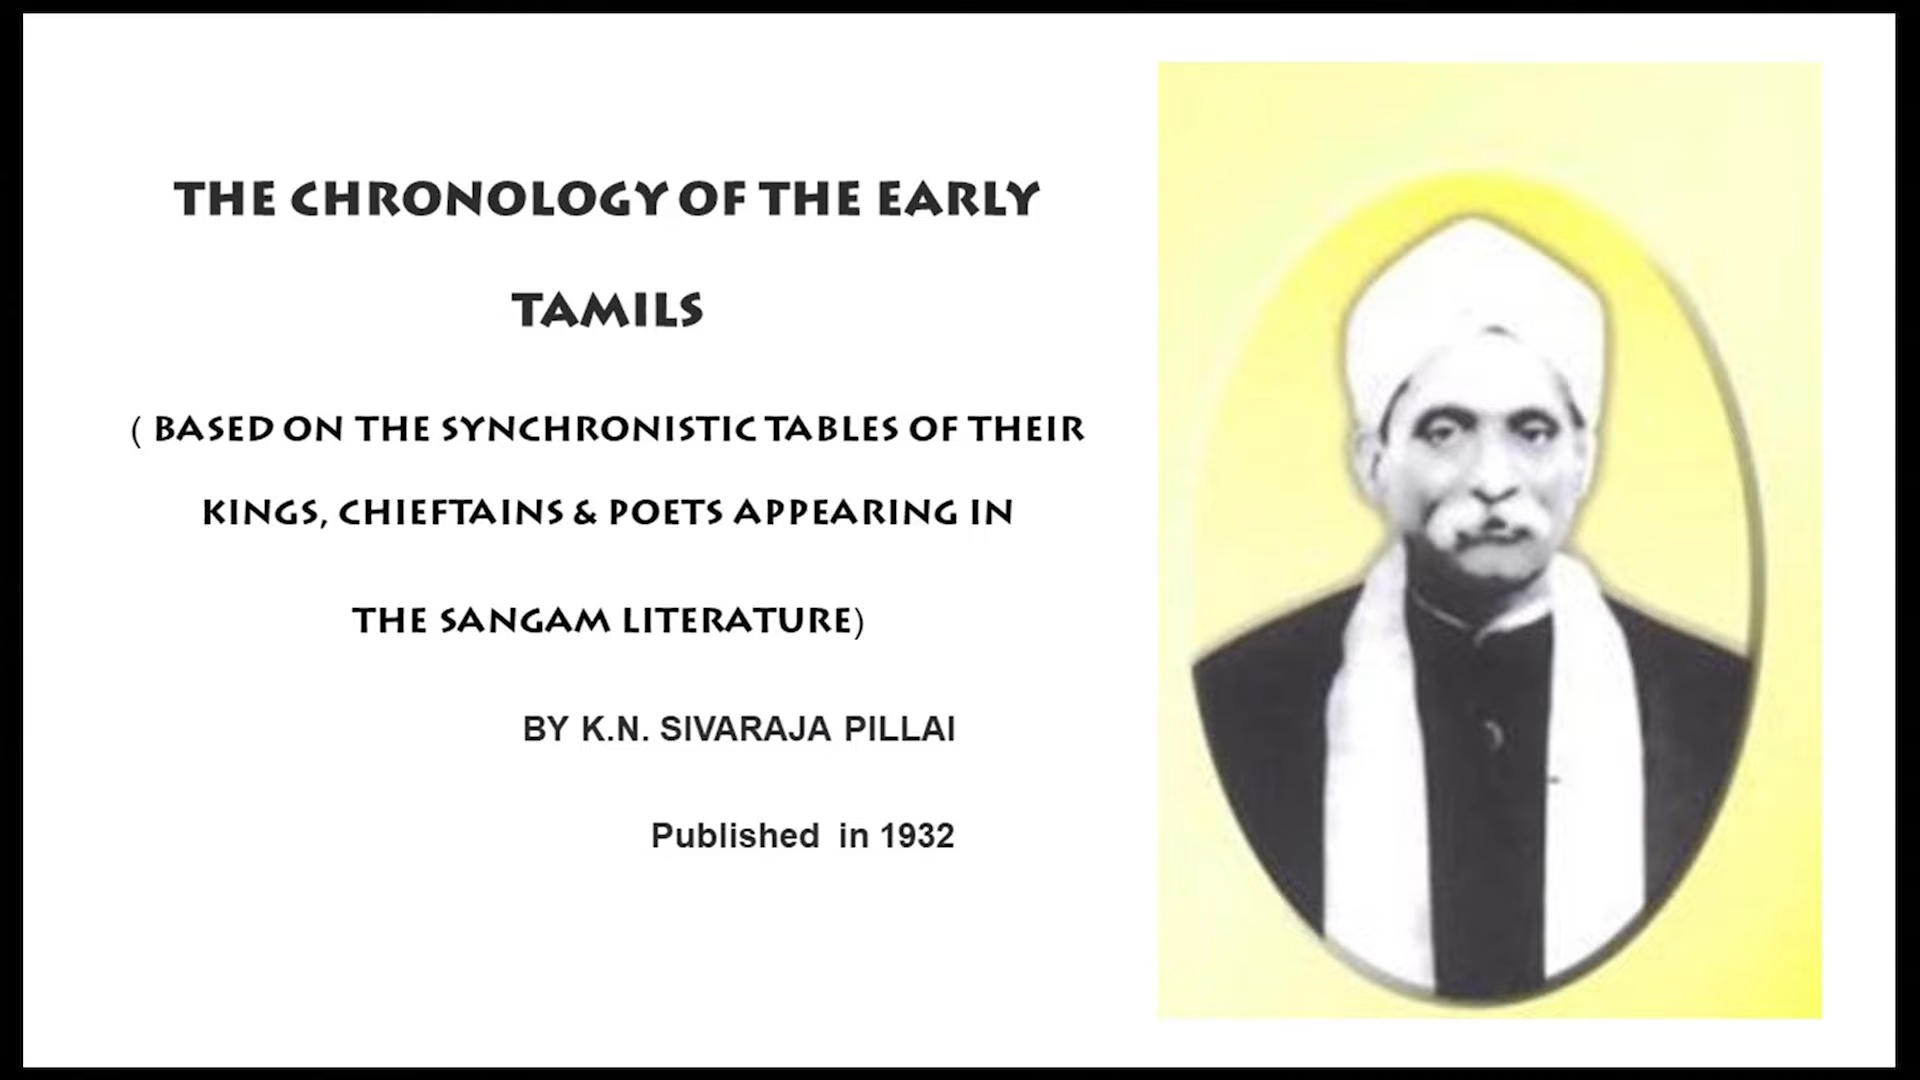 THE CHRONOLOGY OF THE EARLY
TAMILS
( BASED ON THE SYNCHRONISTIC TABLES OF THEIR
KINGS, CHIEFTAINS & POETS APPEARING IN
THE SANGAM LITERATURE)
BY K.N. SIVARAJA PILLAI
Published in 1932